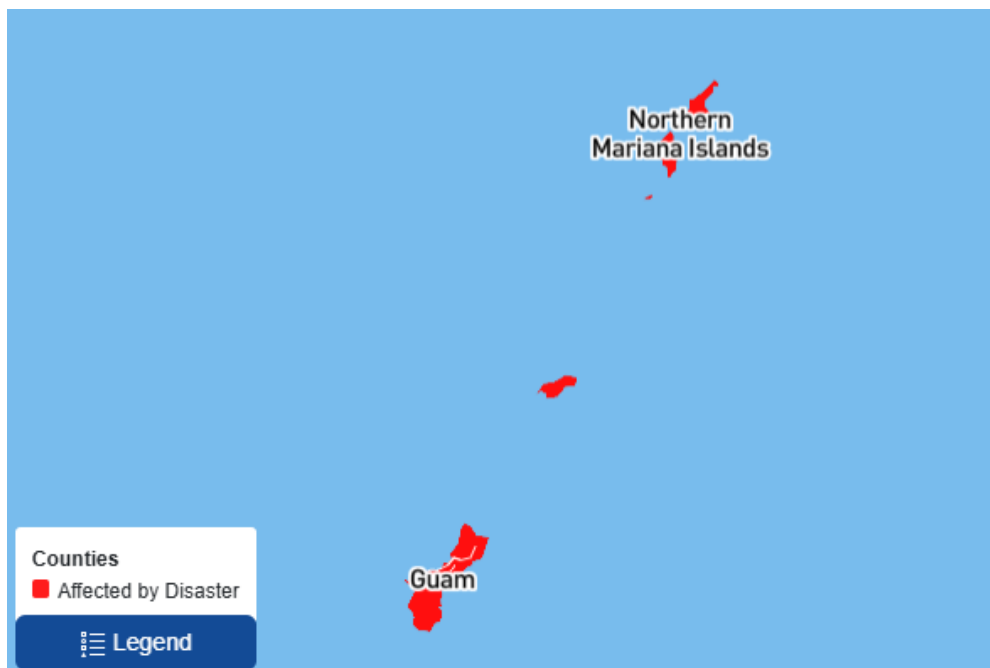 Northern
Mariana Islands
Guam
Counties
Affected by Disaster
Legend